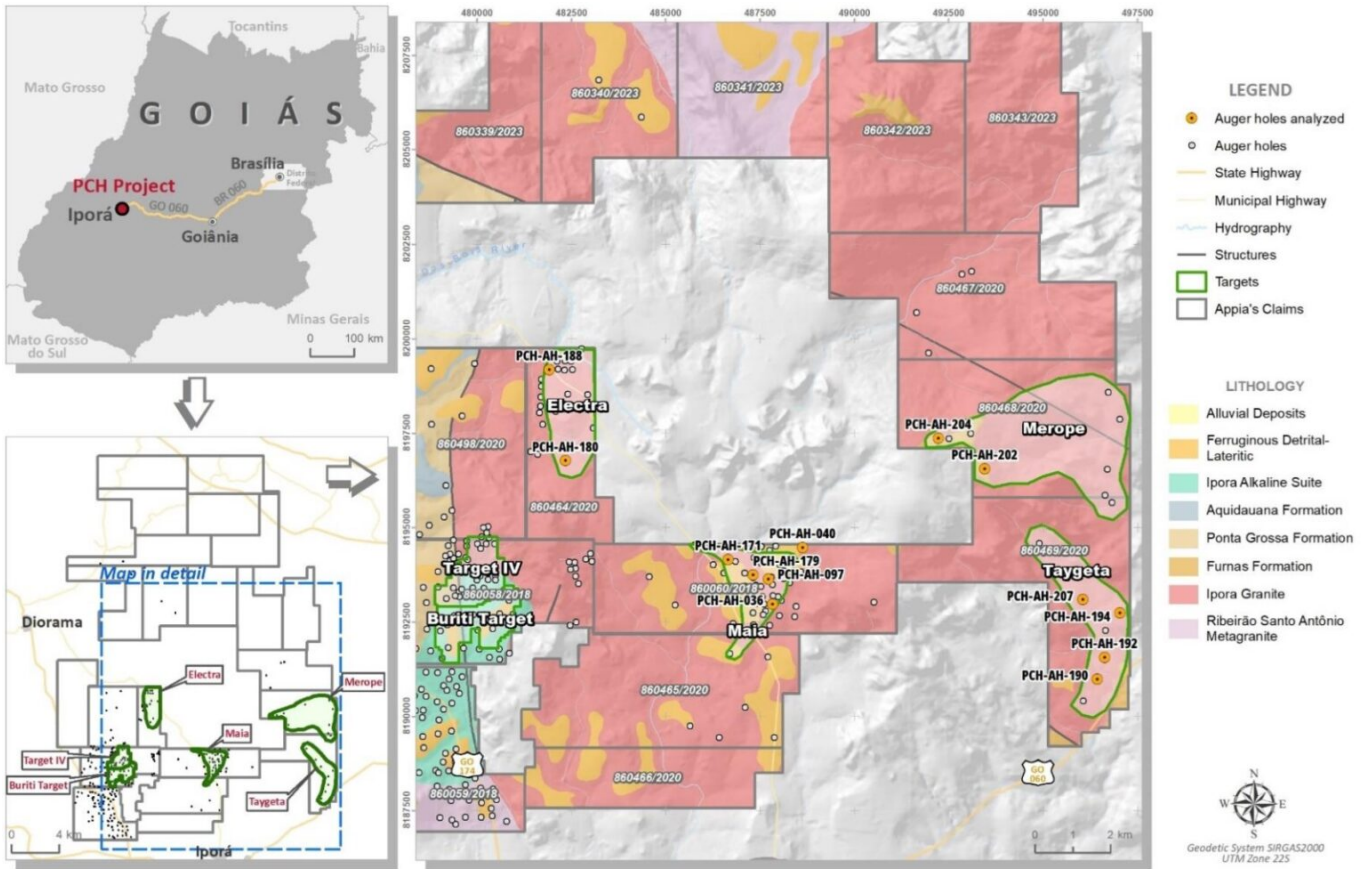 Tocantins
Bahia
Mato Grosso
GOIÁS
Brasília
Distrito
Federal
PCH Project
BR 060
GO 060
Iporá
Goiânia
Minas Gerais
Mato Grosso
do Sul
0 100 km
Map in detail
Diorama
Electra
Merope
Maia
Target IV
Buriti Target
Taygeta
0 4 km
Iporá
480000 482500 485000 487500 490000 492500 495000 497500
8207500
8205000
8202500
8200000
8197500
8195000
8192500
8190000
8187500
860340/2023
860341/2023
860339/2023
860342/2023
860343/2023
River
860467/2020
PCH-AH-188
Electra
860498/2020
PCH-AH-180
860464/2020
860468/2020
PCH-AH-204
Merope
PCH-AH-202
PCH-AH-040
PCH-AH-171
PCH-AH-179
PCH-AH-097
860060/2018
PCH-AH-036
Maia
Target IV
860058/2018
Buriti Target
860469/2020
Taygeta
PCH-AH-207
PCH-AH-194
PCH-AH-192
PCH-AH-190
860465/2020
GO
174
860466/2020
GO
060
860059/2018
0 1 2 km
LEGEND
Auger holes analyzed
Auger holes
State Highway
Municipal Highway
Hydrography
Structures
Targets
Appia's Claims
LITHOLOGY
Alluvial Deposits
Ferruginous Detrital-
Lateritic
Ipora Alkaline Suite
Aquidauana Formation
Ponta Grossa Formation
Furnas Formation
Ipora Granite
Ribeirão Santo Antônio
Metagranite
N
W E
S
Geodetic System SIRGAS2000
UTM Zone 22S